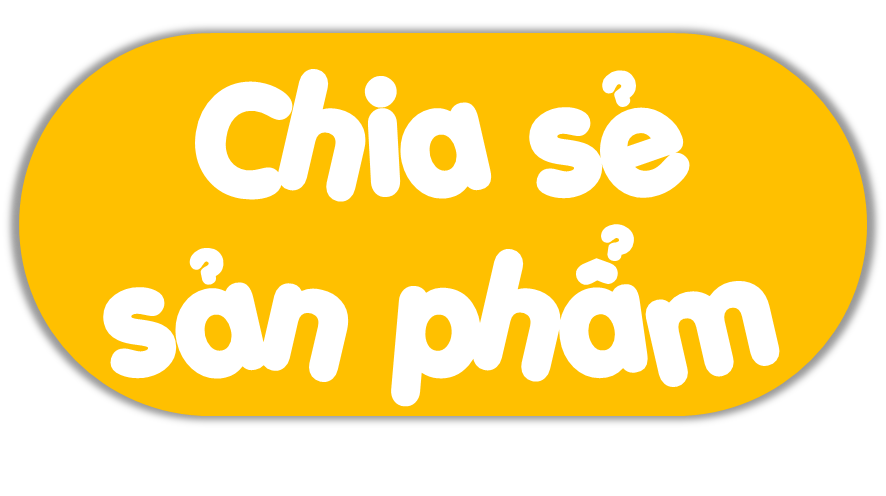 Chia sẻ
sản phẩm